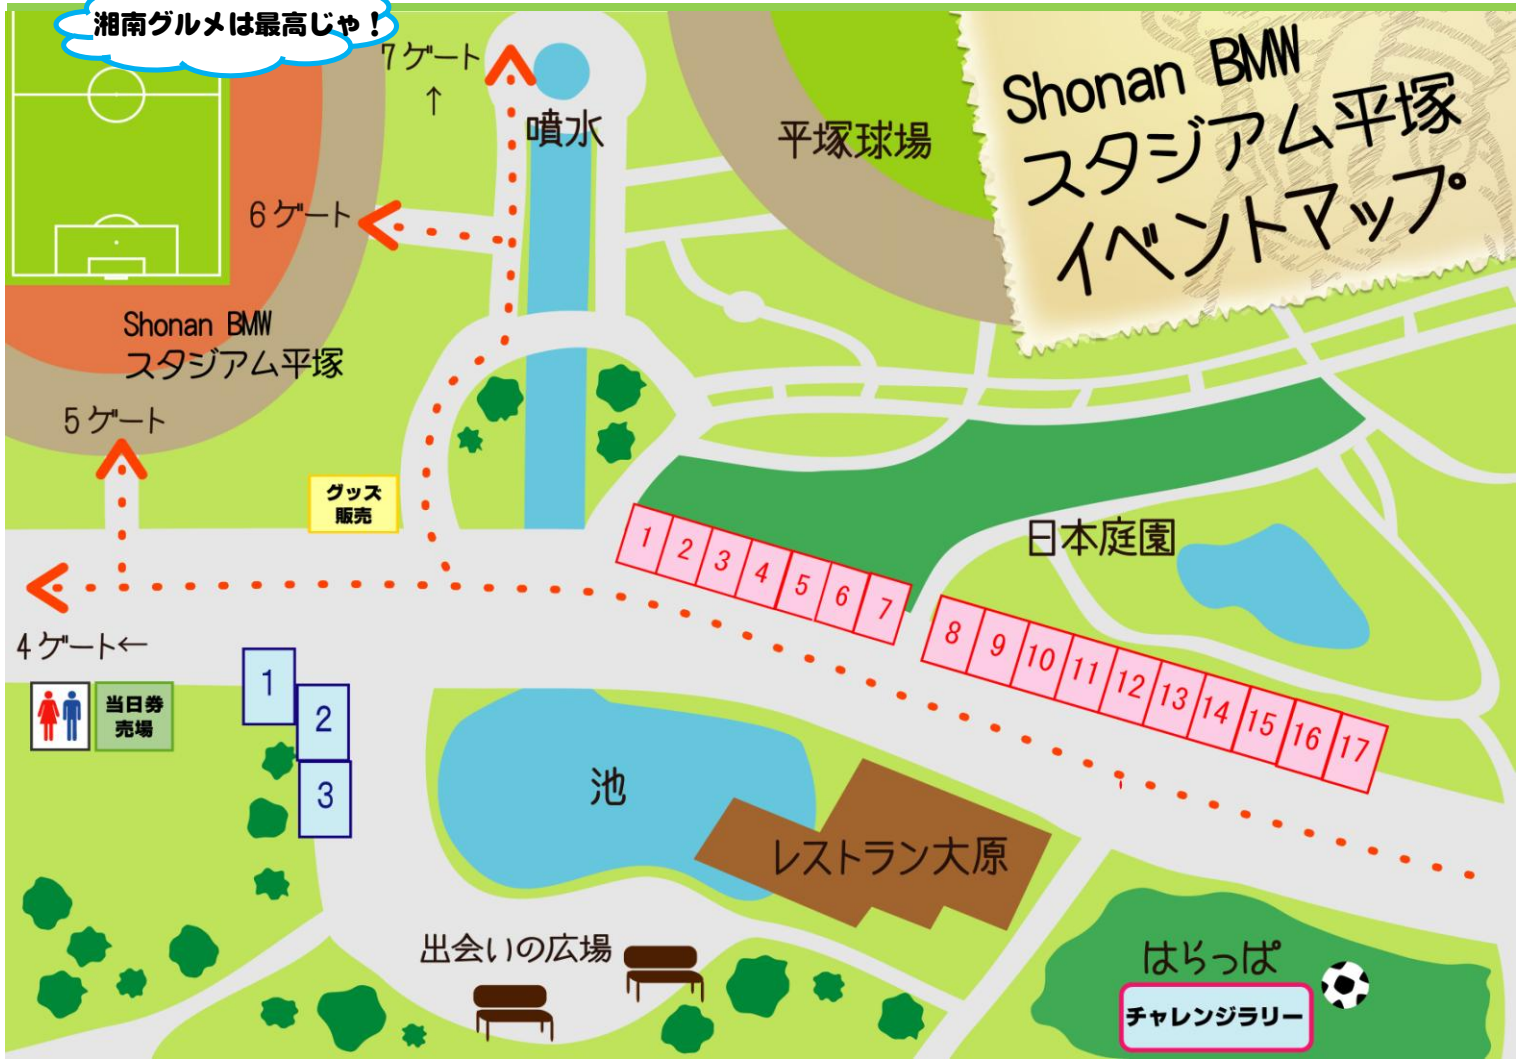 湘南グルメは最高じゃ！
Shonan BMW
スタジアム平塚
イベントマップ
7ゲート
↑
噴水
平塚球場
6ゲート
Shonan BMW
スタジアム平塚
5ゲート
グッズ
販売
日本庭園
1 2 3 4 5 6 7
8 9 10 11 12 13 14 15 16 17
4ゲート←
当日券
売場
1
2
3
池
レストラン大原
出会いの広場
はらっぱ
チャレンジラリー